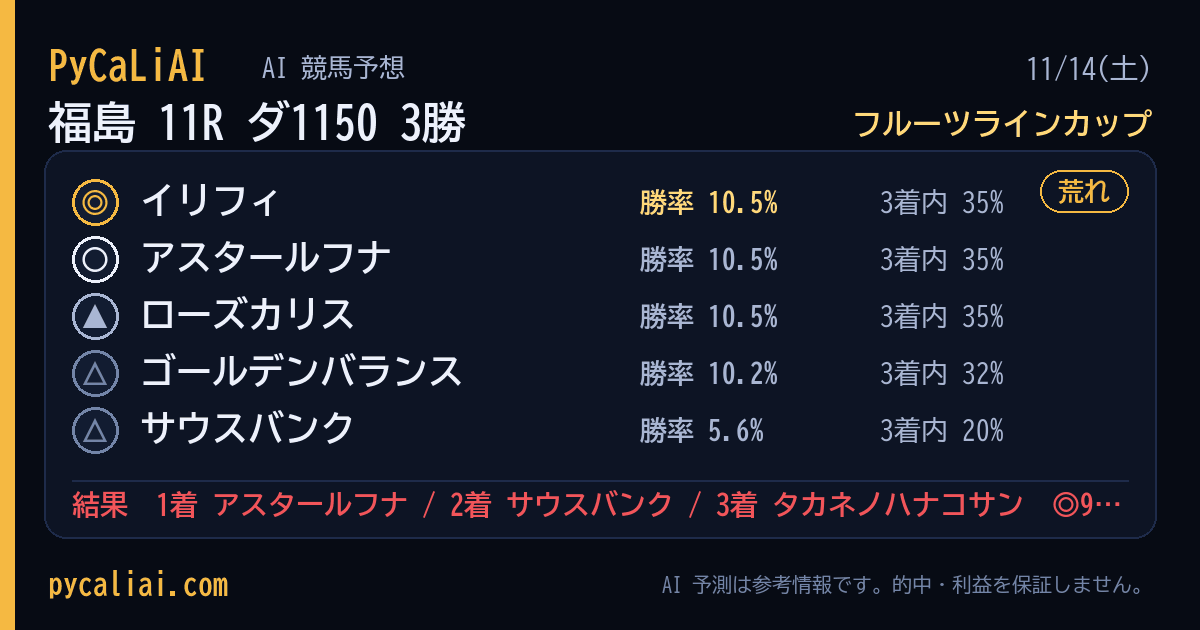 PyCaLiAI AI 競馬予想 11/14(土)
福島 11R ダ1150 3勝 フルーツラインカップ
◎ イリフィ 勝率 10.5% 3着内 35% 荒れ
○ アスタールフナ 勝率 10.5% 3着内 35%
▲ ローズカリス 勝率 10.5% 3着内 35%
△ ゴールデンバランス 勝率 10.2% 3着内 32%
△ サウスバンク 勝率 5.6% 3着内 20%
結果 1着 アスタールフナ / 2着 サウスバンク / 3着 タカネノハナコサン ◎9…
pycaliai.com AI 予測は参考情報です。的中・利益を保証しません。